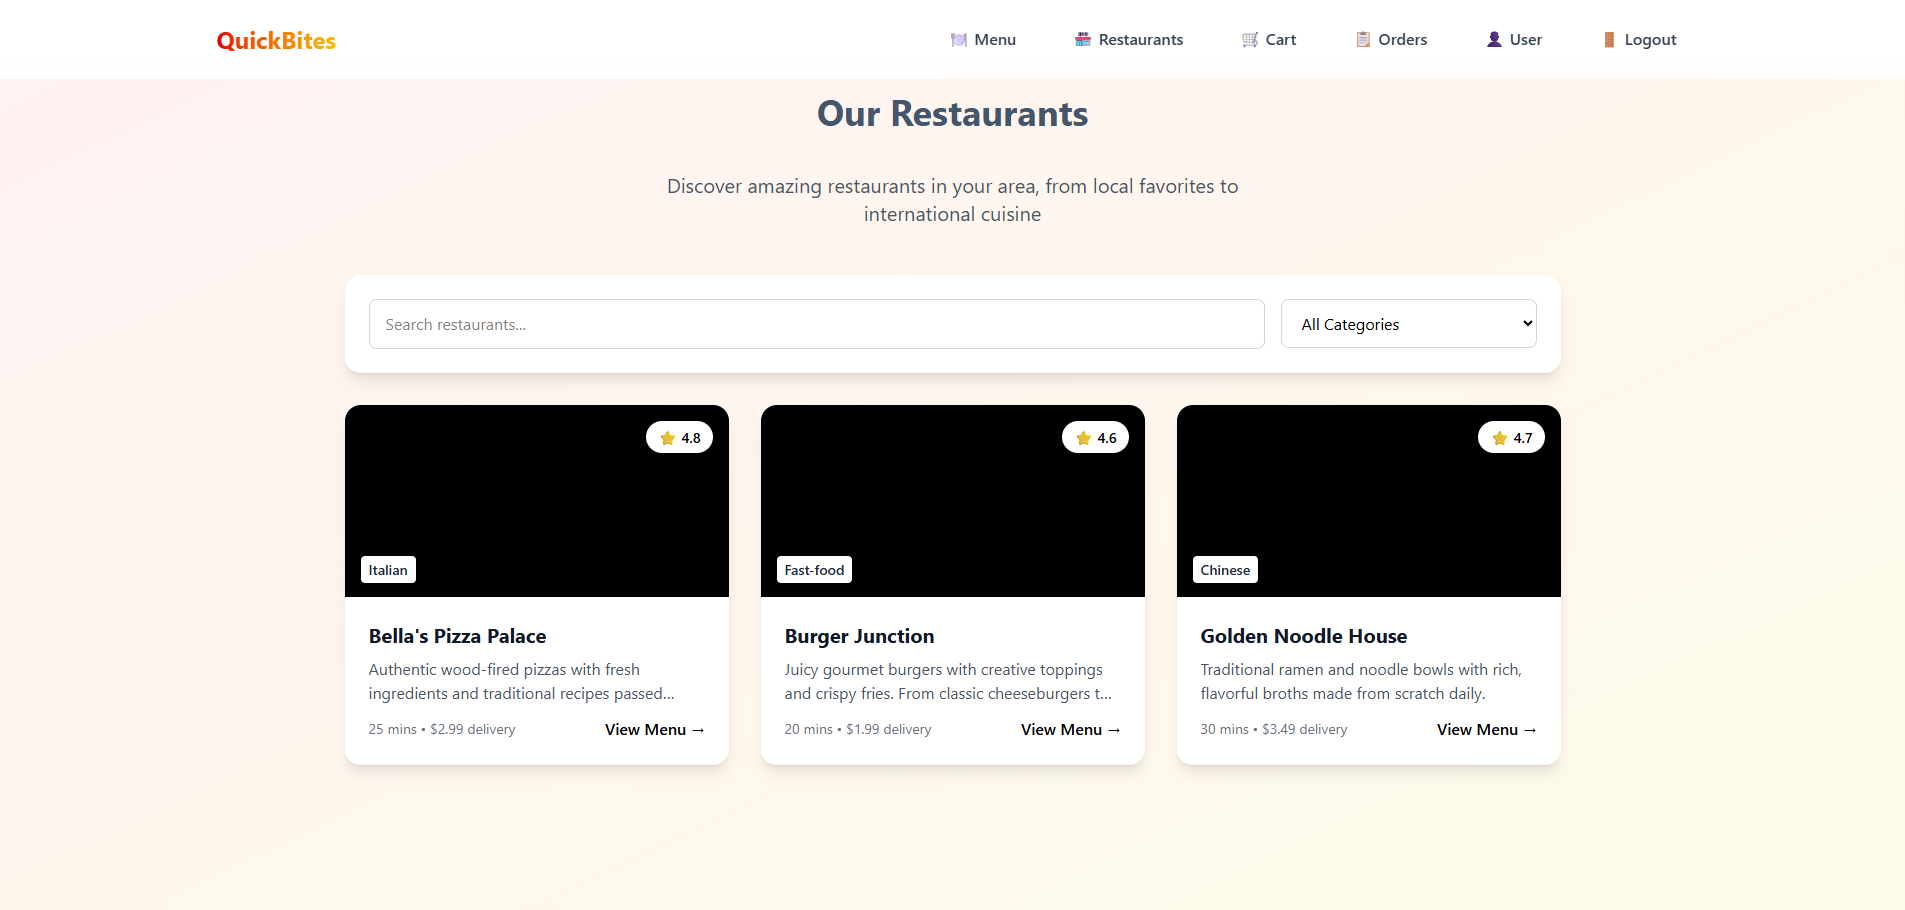 QuickBites
Menu
Restaurants
Cart
Orders
User
Logout
Our Restaurants
Discover amazing restaurants in your area, from local favorites to
international cuisine
Search restaurants...
All Categories
4.8
Italian
Bella's Pizza Palace
Authentic wood-fired pizzas with fresh
ingredients and traditional recipes passed...
25 mins • $2.99 delivery
View Menu →
4.6
Fast-food
Burger Junction
Juicy gourmet burgers with creative toppings
and crispy fries. From classic cheeseburgers t...
20 mins • $1.99 delivery
View Menu →
4.7
Chinese
Golden Noodle House
Traditional ramen and noodle bowls with rich,
flavorful broths made from scratch daily.
30 mins • $3.49 delivery
View Menu →